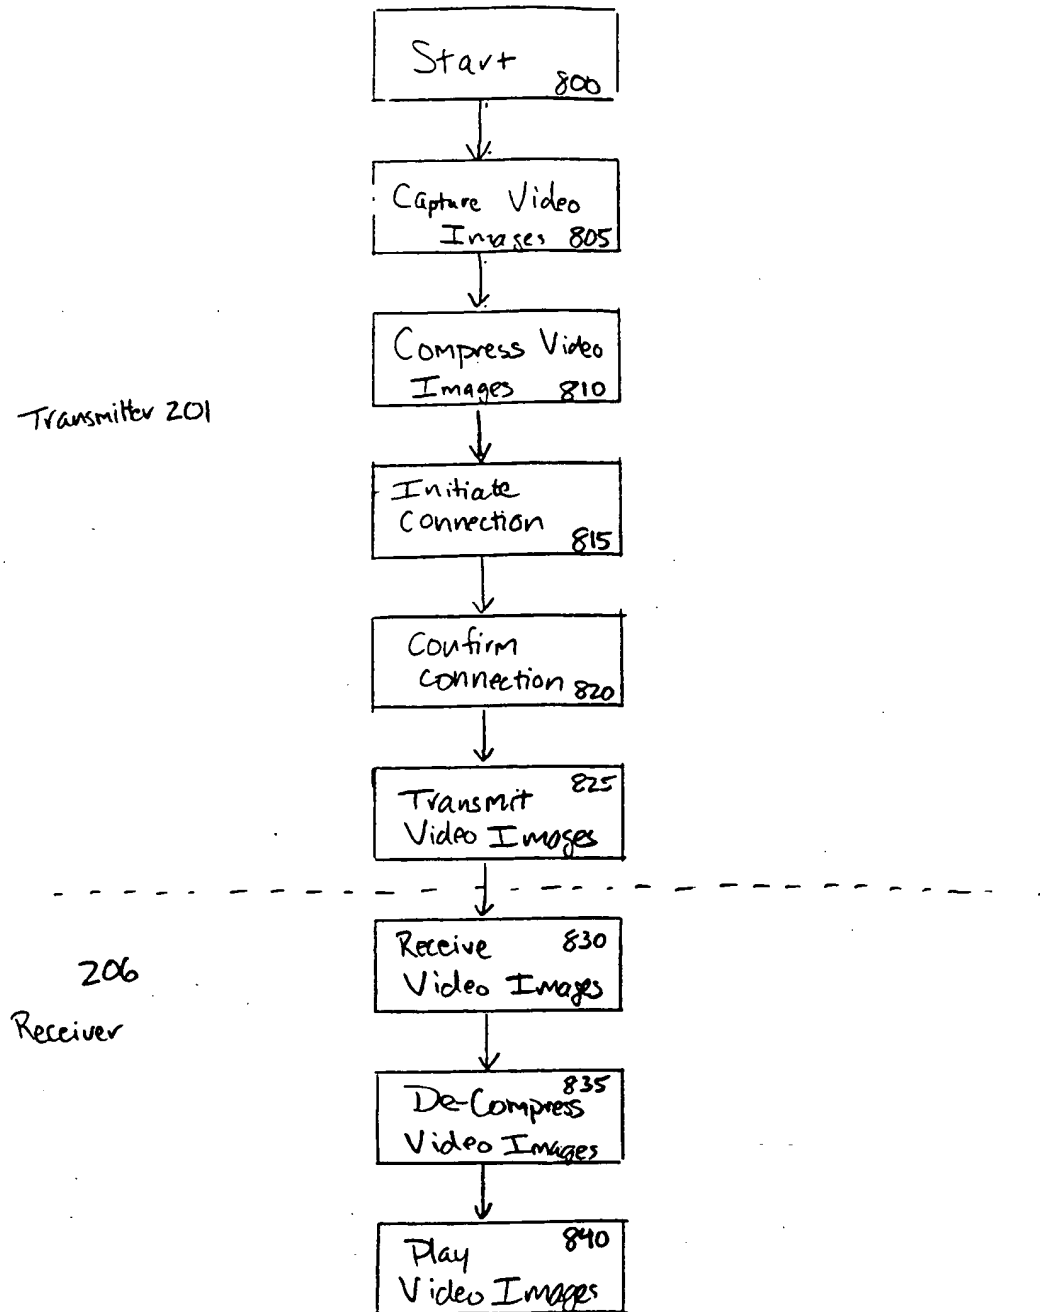 Start
800
Capture Video
Images 805
Compress Video
Images 810
Transmitter 201
Initiate
Connection
815
Confirm
connection 820
825
Transmit
Video Images
Receive 830
Video Images
206
Receiver
835
De-Compress
Video Images
Play 840
Video Images